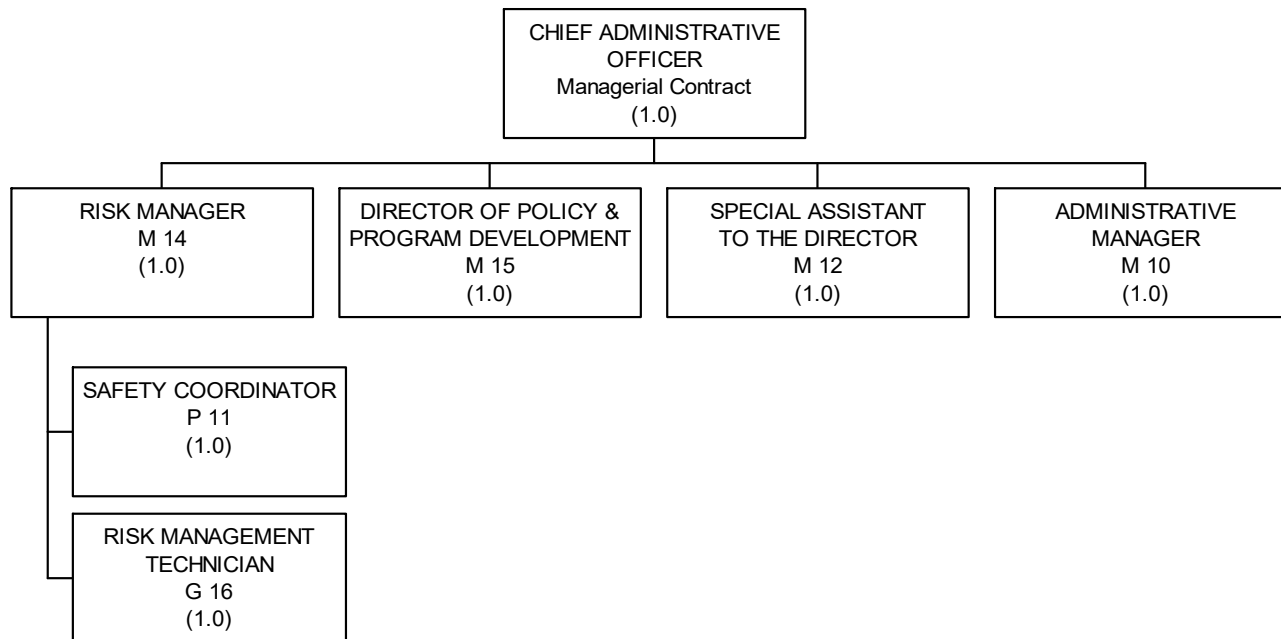 CHIEF ADMINISTRATIVE
OFFICER
Managerial Contract
(1.0)
RISK MANAGER
M 14
(1.0)
DIRECTOR OF POLICY &
PROGRAM DEVELOPMENT
M 15
(1.0)
SPECIAL ASSISTANT
TO THE DIRECTOR
M 12
(1.0)
ADMINISTRATIVE
MANAGER
M 10
(1.0)
SAFETY COORDINATOR
P 11
(1.0)
RISK MANAGEMENT
TECHNICIAN
G 16
(1.0)